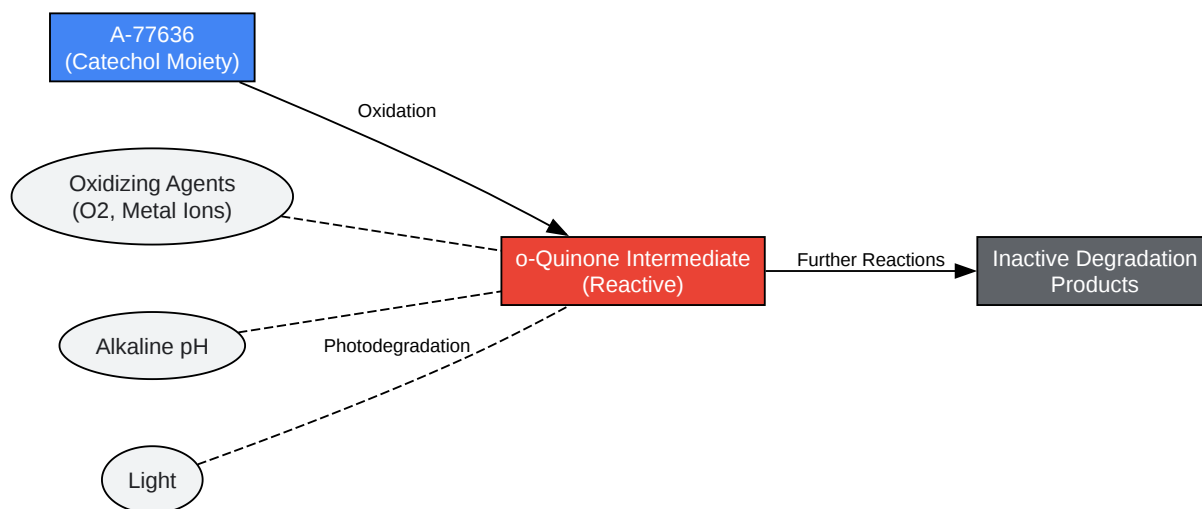 A-77636
(Catechol Moiety)
Oxidation
Oxidizing Agents
(O2, Metal Ions)
o-Quinone Intermediate
(Reactive)
Further Reactions
Inactive Degradation
Products
Alkaline pH
Photodegradation
Light